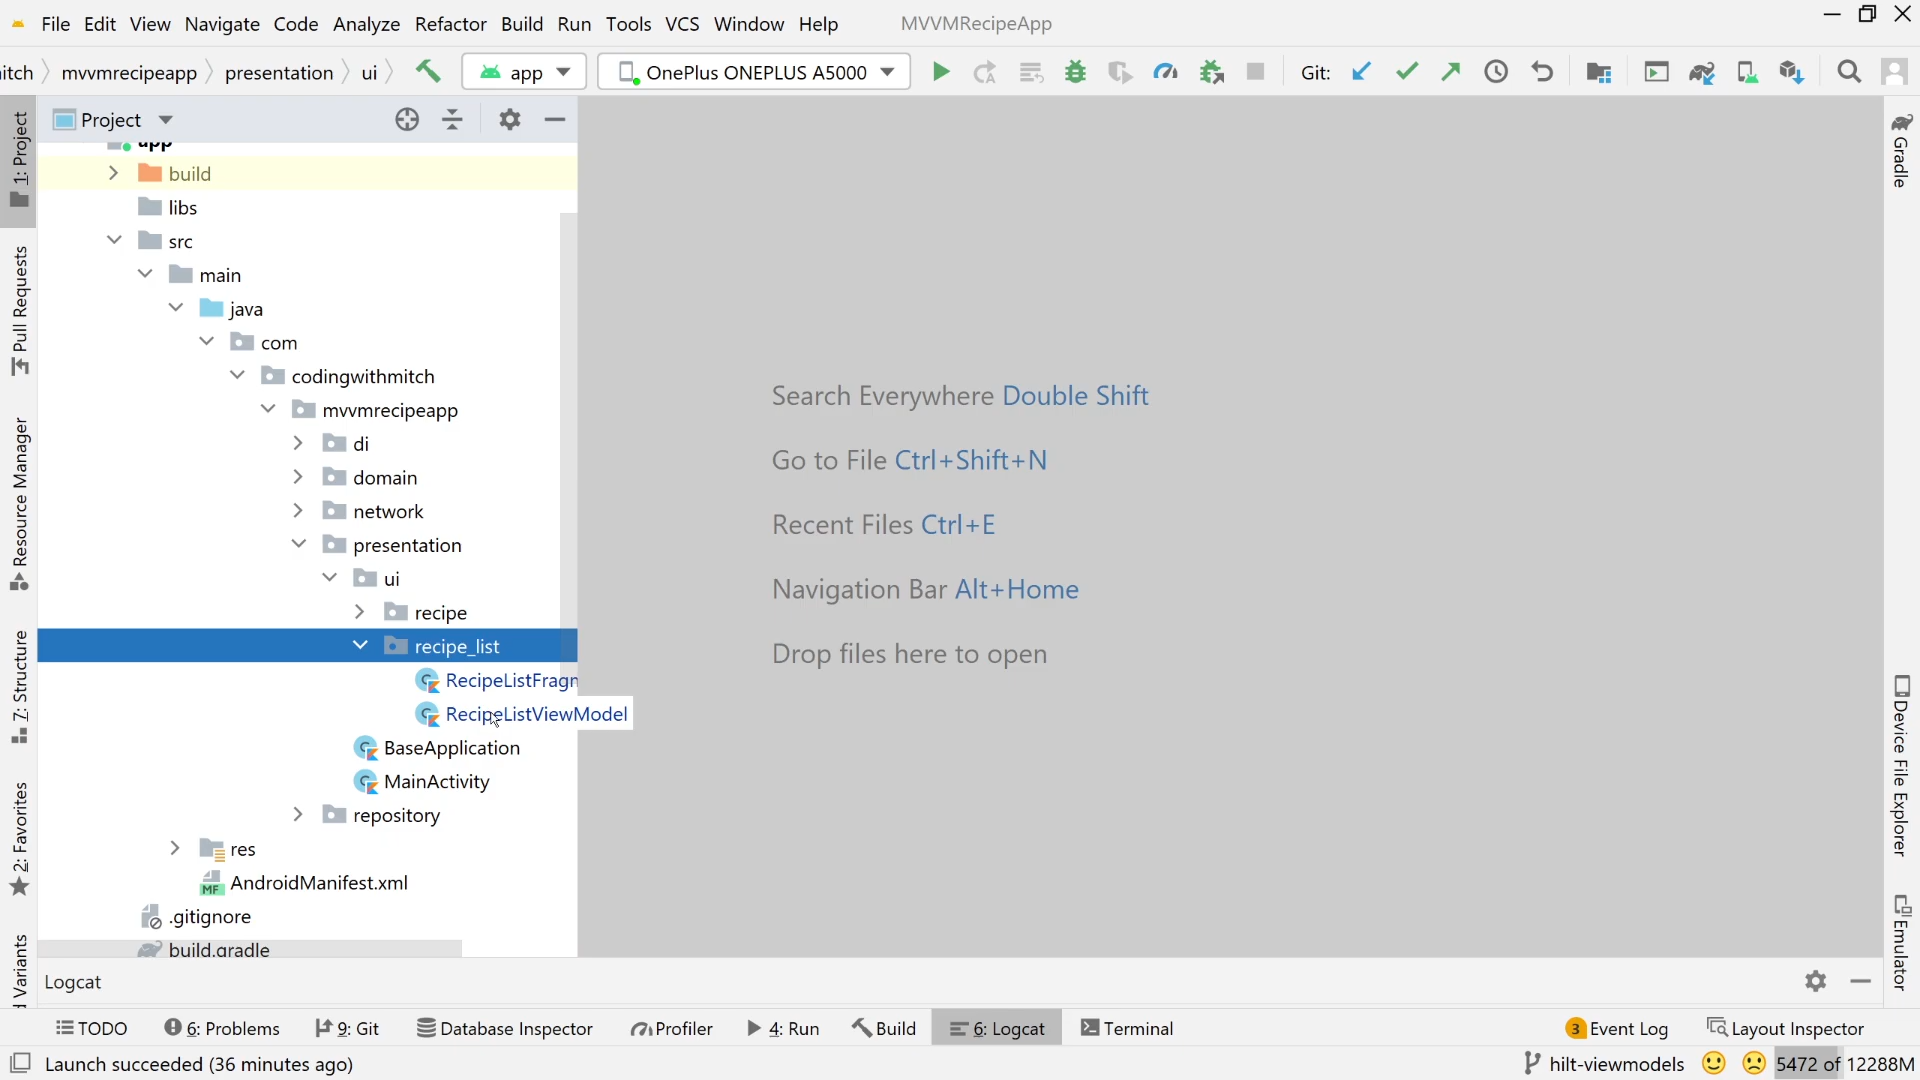 File Edit View Navigate Code Analyze Refactor Build Run Tools VCS Window Help MVVMRecipeApp
itch mvvmrecipeapp presentation ui app OnePlus ONEPLUS A5000 Git:
Project
app
build
libs
src
main
java
com
codingwithmitch
mvvmrecipeapp
di
domain
network
presentation
ui
recipe
recipe_list
RecipeListFragn
RecipeListViewModel
BaseApplication
MainActivity
repository
res
MF AndroidManifest.xml
.gitignore
build.gradle
Search Everywhere Double Shift
Go to File Ctrl+Shift+N
Recent Files Ctrl+E
Navigation Bar Alt+Home
Drop files here to open
1: Project
Pull Requests
Resource Manager
7: Structure
2: Favorites
Variants
Gradle
Device File Explorer
Emulator
Logcat
TODO 6: Problems 9: Git Database Inspector Profiler 4: Run Build 6: Logcat Terminal 3 Event Log Layout Inspector
Launch succeeded (36 minutes ago) hilt-viewmodels 5472 of 12288M